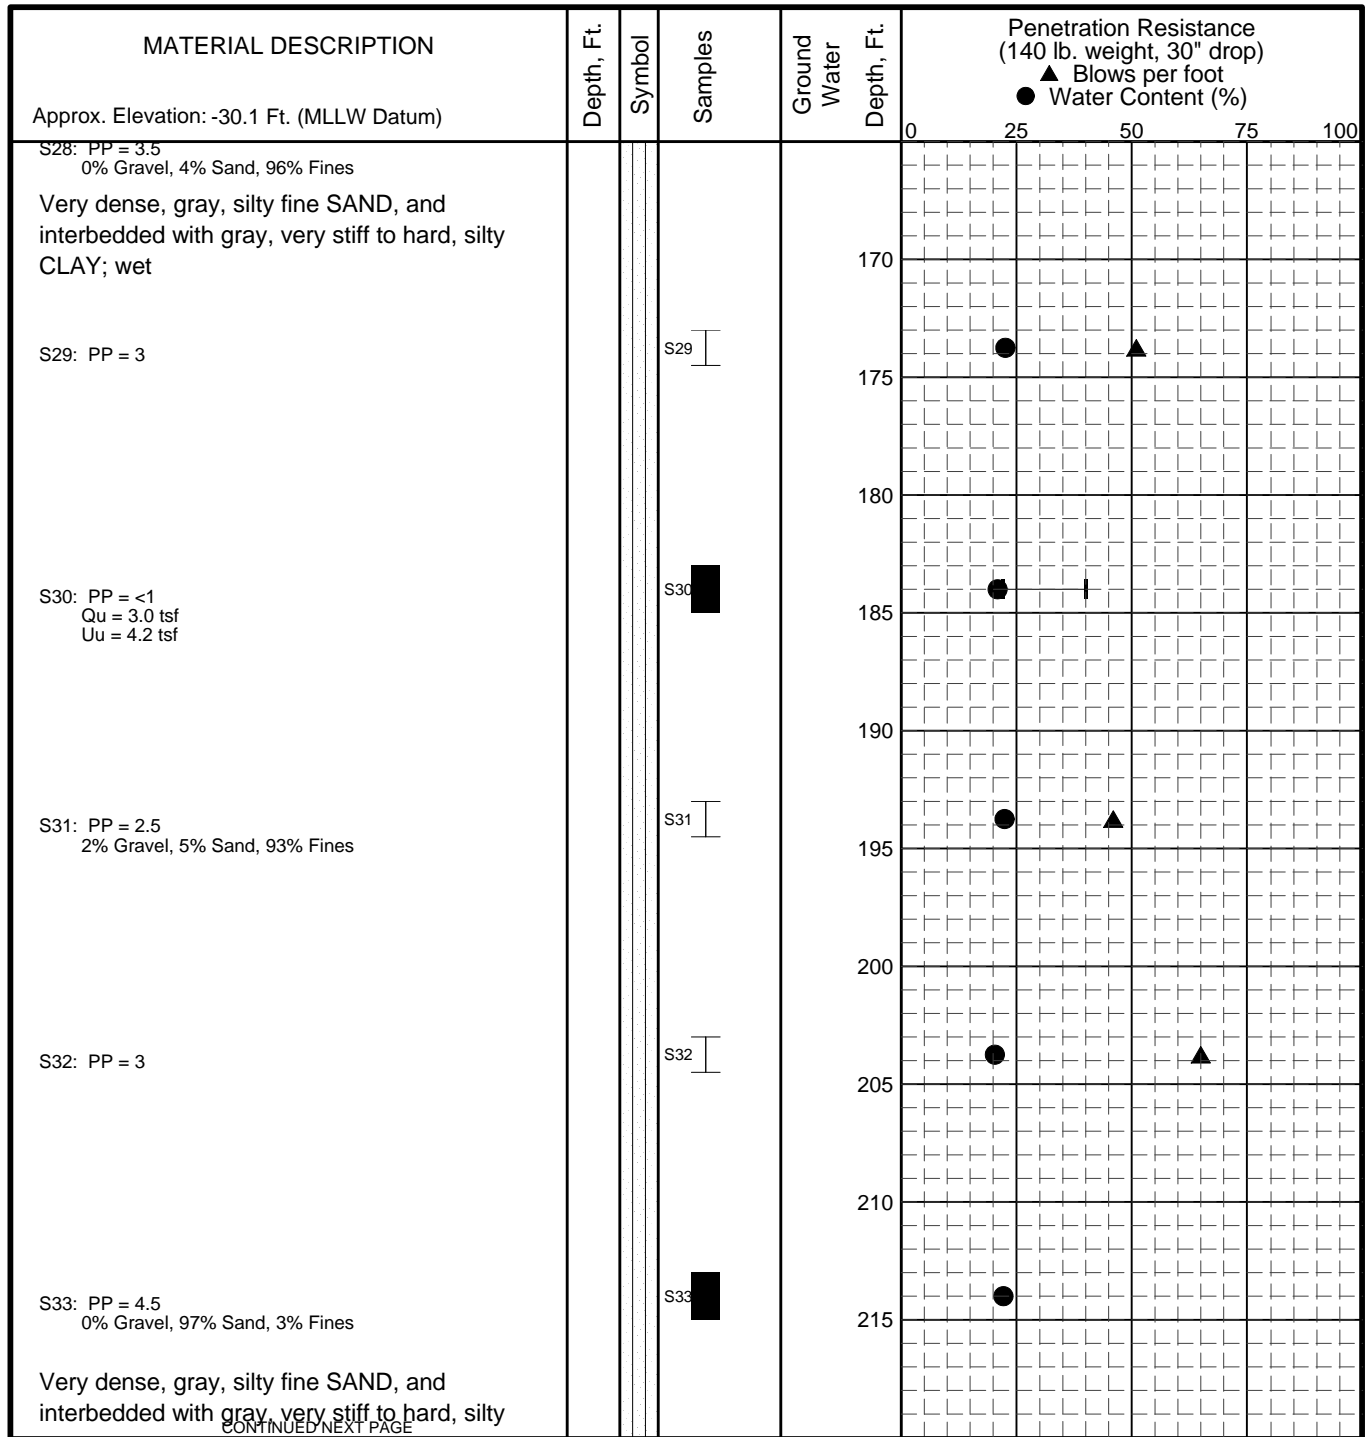 MATERIAL DESCRIPTION
Approx. Elevation: -30.1 Ft. (MLLW Datum)
Depth, Ft.
Symbol
Samples
Ground
Water
Depth, Ft.
Penetration Resistance
(140 lb. weight, 30" drop)
▲ Blows per foot
● Water Content (%)
0 25 50 75 100
S28: PP = 3.5
0% Gravel, 4% Sand, 96% Fines
Very dense, gray, silty fine SAND, and
interbedded with gray, very stiff to hard, silty
CLAY; wet
170
S29: PP = 3
S29
175
180
S30: PP = <1
Qu = 3.0 tsf
Uu = 4.2 tsf
S30
185
190
S31: PP = 2.5
2% Gravel, 5% Sand, 93% Fines
S31
195
200
S32: PP = 3
S32
205
210
S33: PP = 4.5
0% Gravel, 97% Sand, 3% Fines
S33
215
Very dense, gray, silty fine SAND, and
interbedded with gray, very stiff to hard, silty
CONTINUED NEXT PAGE